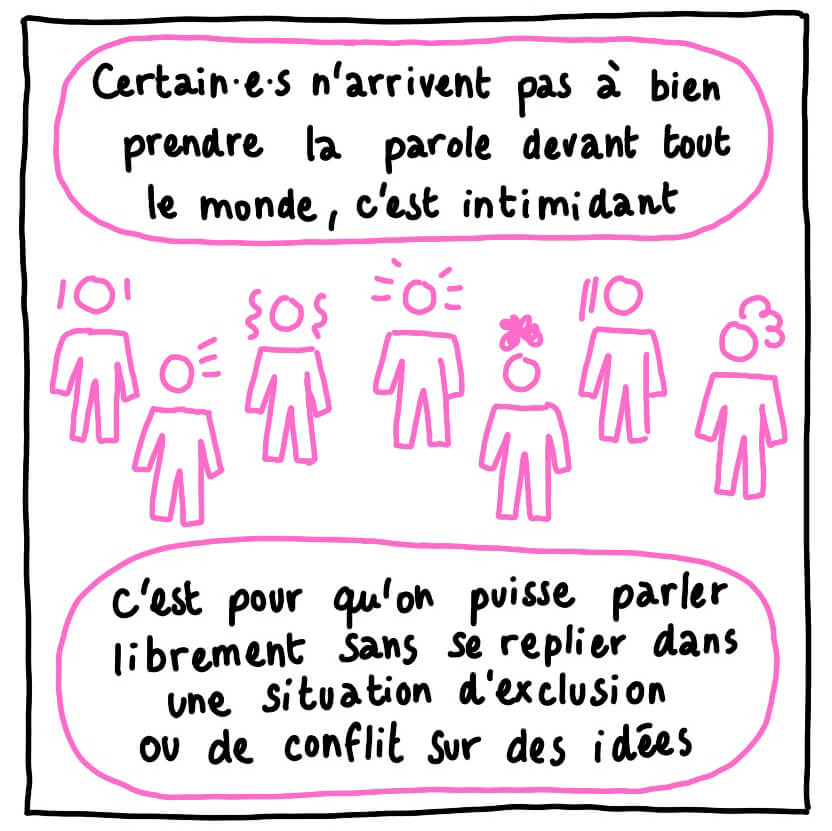 Certain·e·s n'arrivent pas à bien
prendre la parole devant tout
le monde, c'est intimidant
c'est pour qu'on puisse parler
librement sans se replier dans
une situation d'exclusion
ou de conflit sur des idées